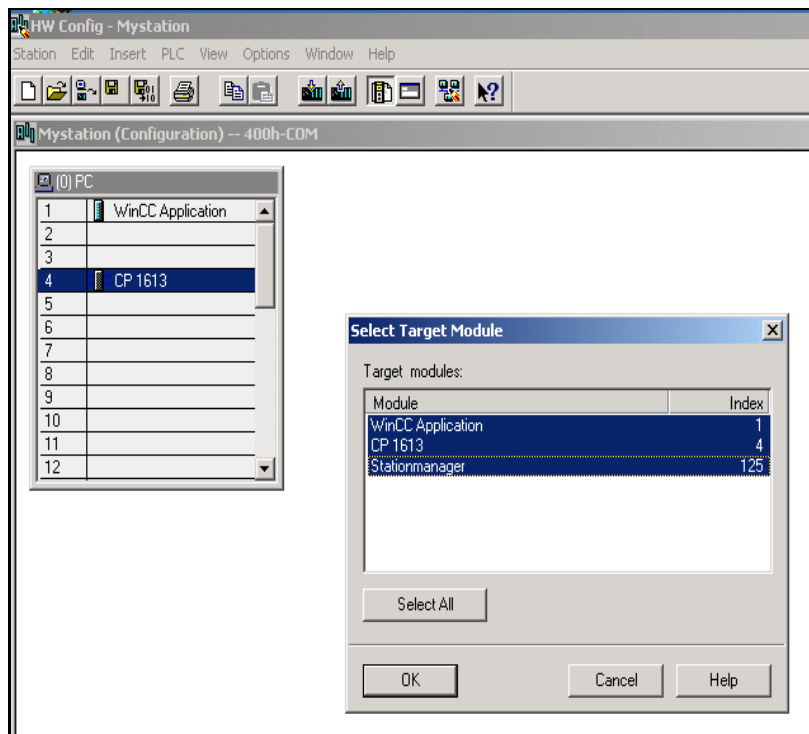 HW Config - Mystation
Station Edit Insert PLC View Options Window Help
Mystation (Configuration) -- 400h-COM
(0) PC
1 WinCC Application
2
3
4 CP 1613
5
6
7
8
9
10
11
12
Select Target Module
Target modules:
Module Index
WinCC Application 1
CP 1613 4
Stationmanager 125
Select All
OK Cancel Help